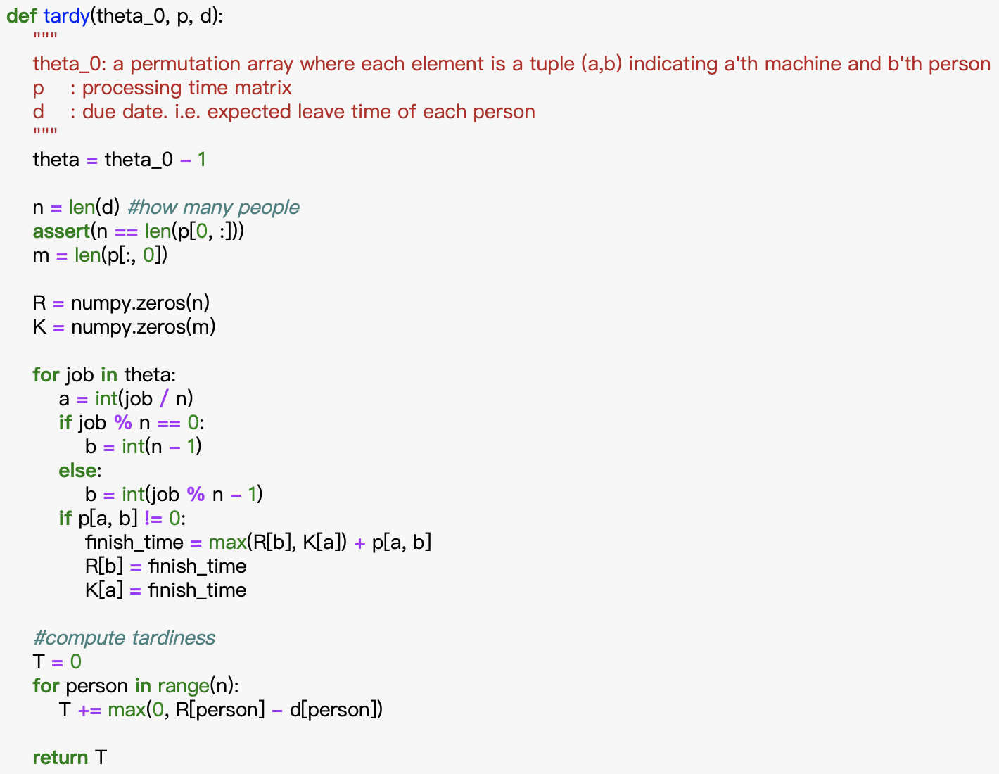 def tardy(theta_0, p, d):
    """
    theta_0: a permutation array where each element is a tuple (a,b) indicating a'th machine and b'th person
    p    : processing time matrix
    d    : due date. i.e. expected leave time of each person
    """
    theta = theta_0 - 1

    n = len(d) #how many people
    assert(n == len(p[0, :]))
    m = len(p[:, 0])

    R = numpy.zeros(n)
    K = numpy.zeros(m)

    for job in theta:
        a = int(job / n)
        if job % n == 0:
            b = int(n - 1)
        else:
            b = int(job % n - 1)
        if p[a, b] != 0:
            finish_time = max(R[b], K[a]) + p[a, b]
            R[b] = finish_time
            K[a] = finish_time

    #compute tardiness
    T = 0
    for person in range(n):
        T += max(0, R[person] - d[person])

    return T